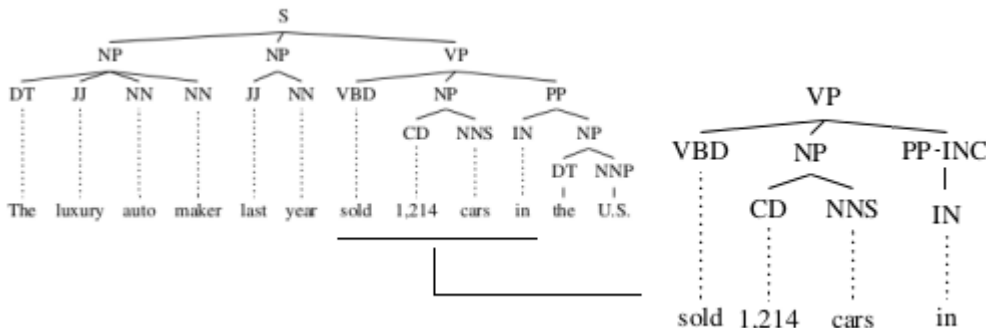 S
NP NP VP
DT JJ NN NN JJ NN VBD NP PP
CD NNS IN NP
DT NNP
The luxury auto maker last year sold 1,214 cars in the U.S.
VP
VBD NP PP-INC
CD NNS IN
sold 1,214 cars in